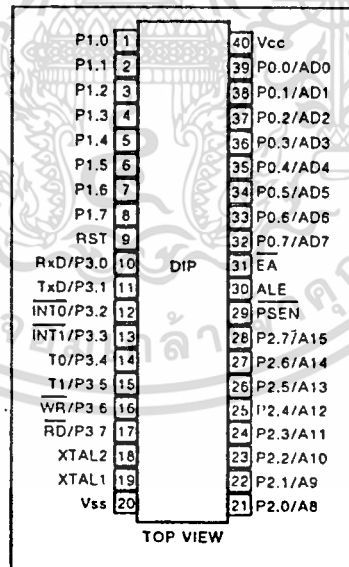 P1.0 1 40 Vcc
P1.1 2 39 P0.0/AD0
P1.2 3 38 P0.1/AD1
P1.3 4 37 P0.2/AD2
P1.4 5 36 P0.3/AD3
P1.5 6 35 P0.4/AD4
P1.6 7 34 P0.5/AD5
P1.7 8 33 P0.6/AD6
RST 9 32 P0.7/AD7
RxD/P3.0 10 DIP 31 EA
TxD/P3.1 11 30 ALE
INT0/P3.2 12 29 PSEN
INT1/P3.3 13 28 P2.7/A15
T0/P3.4 14 27 P2.6/A14
T1/P3 5 15 26 P2.5/A13
WR/P3 6 16 25 P2.4/A12
RD/P3 7 17 24 P2.3/A11
XTAL2 18 23 P2.2/A10
XTAL1 19 22 P2.1/A9
Vss 20 21 P2.0/A8
TOP VIEW